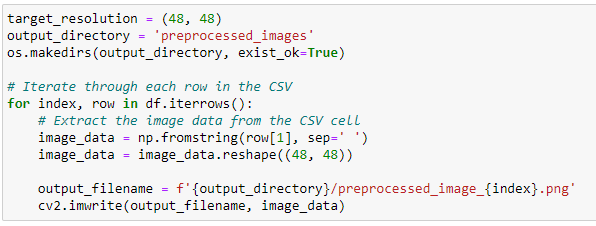 target_resolution = (48, 48)
output_directory = 'preprocessed_images'
os.makedirs(output_directory, exist_ok=True)
# Iterate through each row in the CSV
for index, row in df.iterrows():
    # Extract the image data from the CSV cell
    image_data = np.fromstring(row[1], sep=' ')
    image_data = image_data.reshape((48, 48))
    output_filename = f'{output_directory}/preprocessed_image_{index}.png'
    cv2.imwrite(output_filename, image_data)